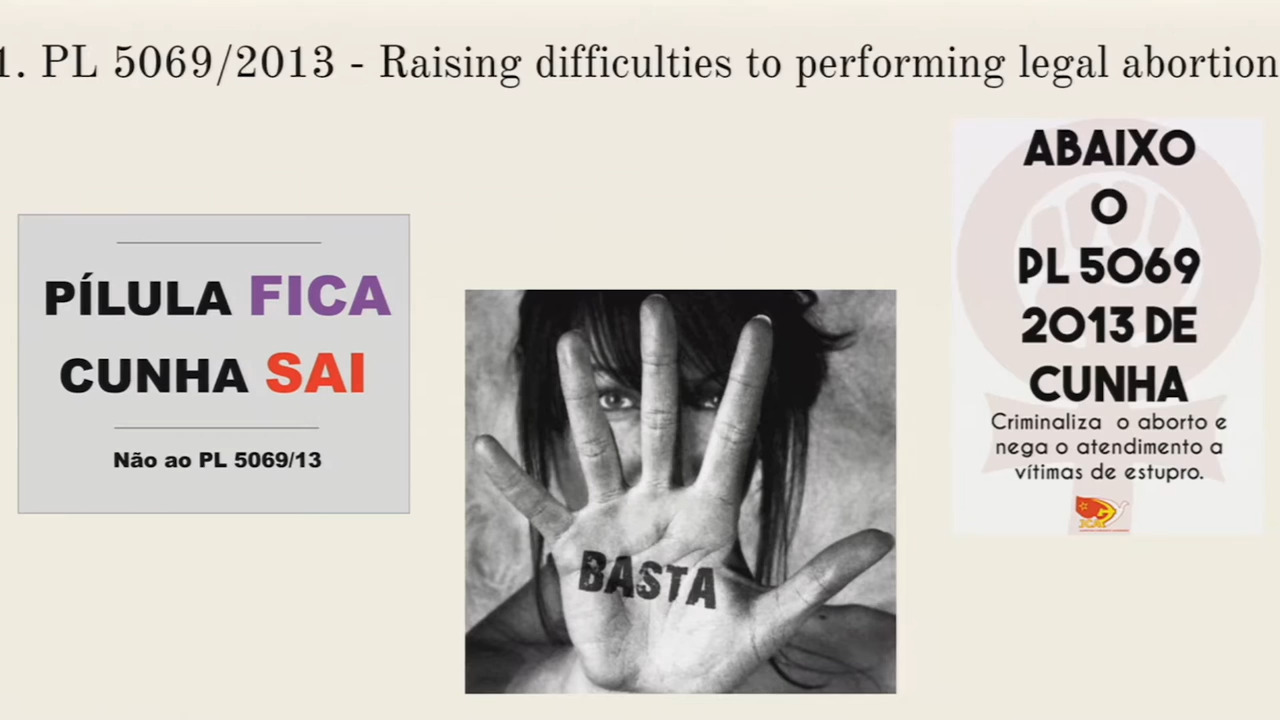 1. PL 5069/2013 - Raising difficulties to performing legal abortion
PÍLULA FICA
CUNHA SAI
Não ao PL 5069/13
BASTA
ABAIXO
O
PL 5069
2013 DE
CUNHA
Criminaliza o aborto e
nega o atendimento a
vítimas de estupro.